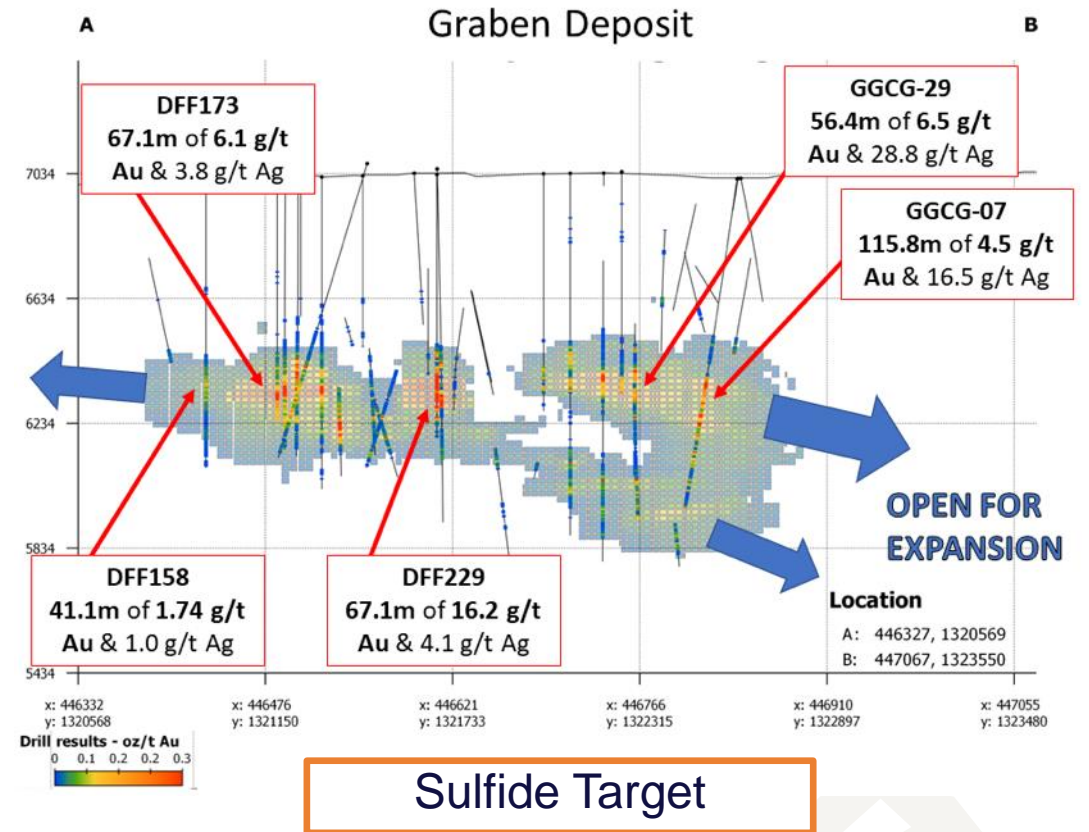 Graben Deposit
A
B
DFF173
67.1m of 6.1 g/t
Au & 3.8 g/t Ag
GGCG-29
56.4m of 6.5 g/t
Au & 28.8 g/t Ag
GGCG-07
115.8m of 4.5 g/t
Au & 16.5 g/t Ag
7034
6634
6234
5834
5434
OPEN FOR
EXPANSION
DFF158
41.1m of 1.74 g/t
Au & 1.0 g/t Ag
DFF229
67.1m of 16.2 g/t
Au & 4.1 g/t Ag
Location
A: 446327, 1320569
B: 447067, 1323550
x: 446332
y: 1320568
x: 446476
y: 1321150
x: 446621
y: 1321733
x: 446766
y: 1322315
x: 446910
y: 1322897
x: 447055
y: 1323480
Drill results - oz/t Au
0 0.1 0.2 0.2 0.3
Sulfide Target